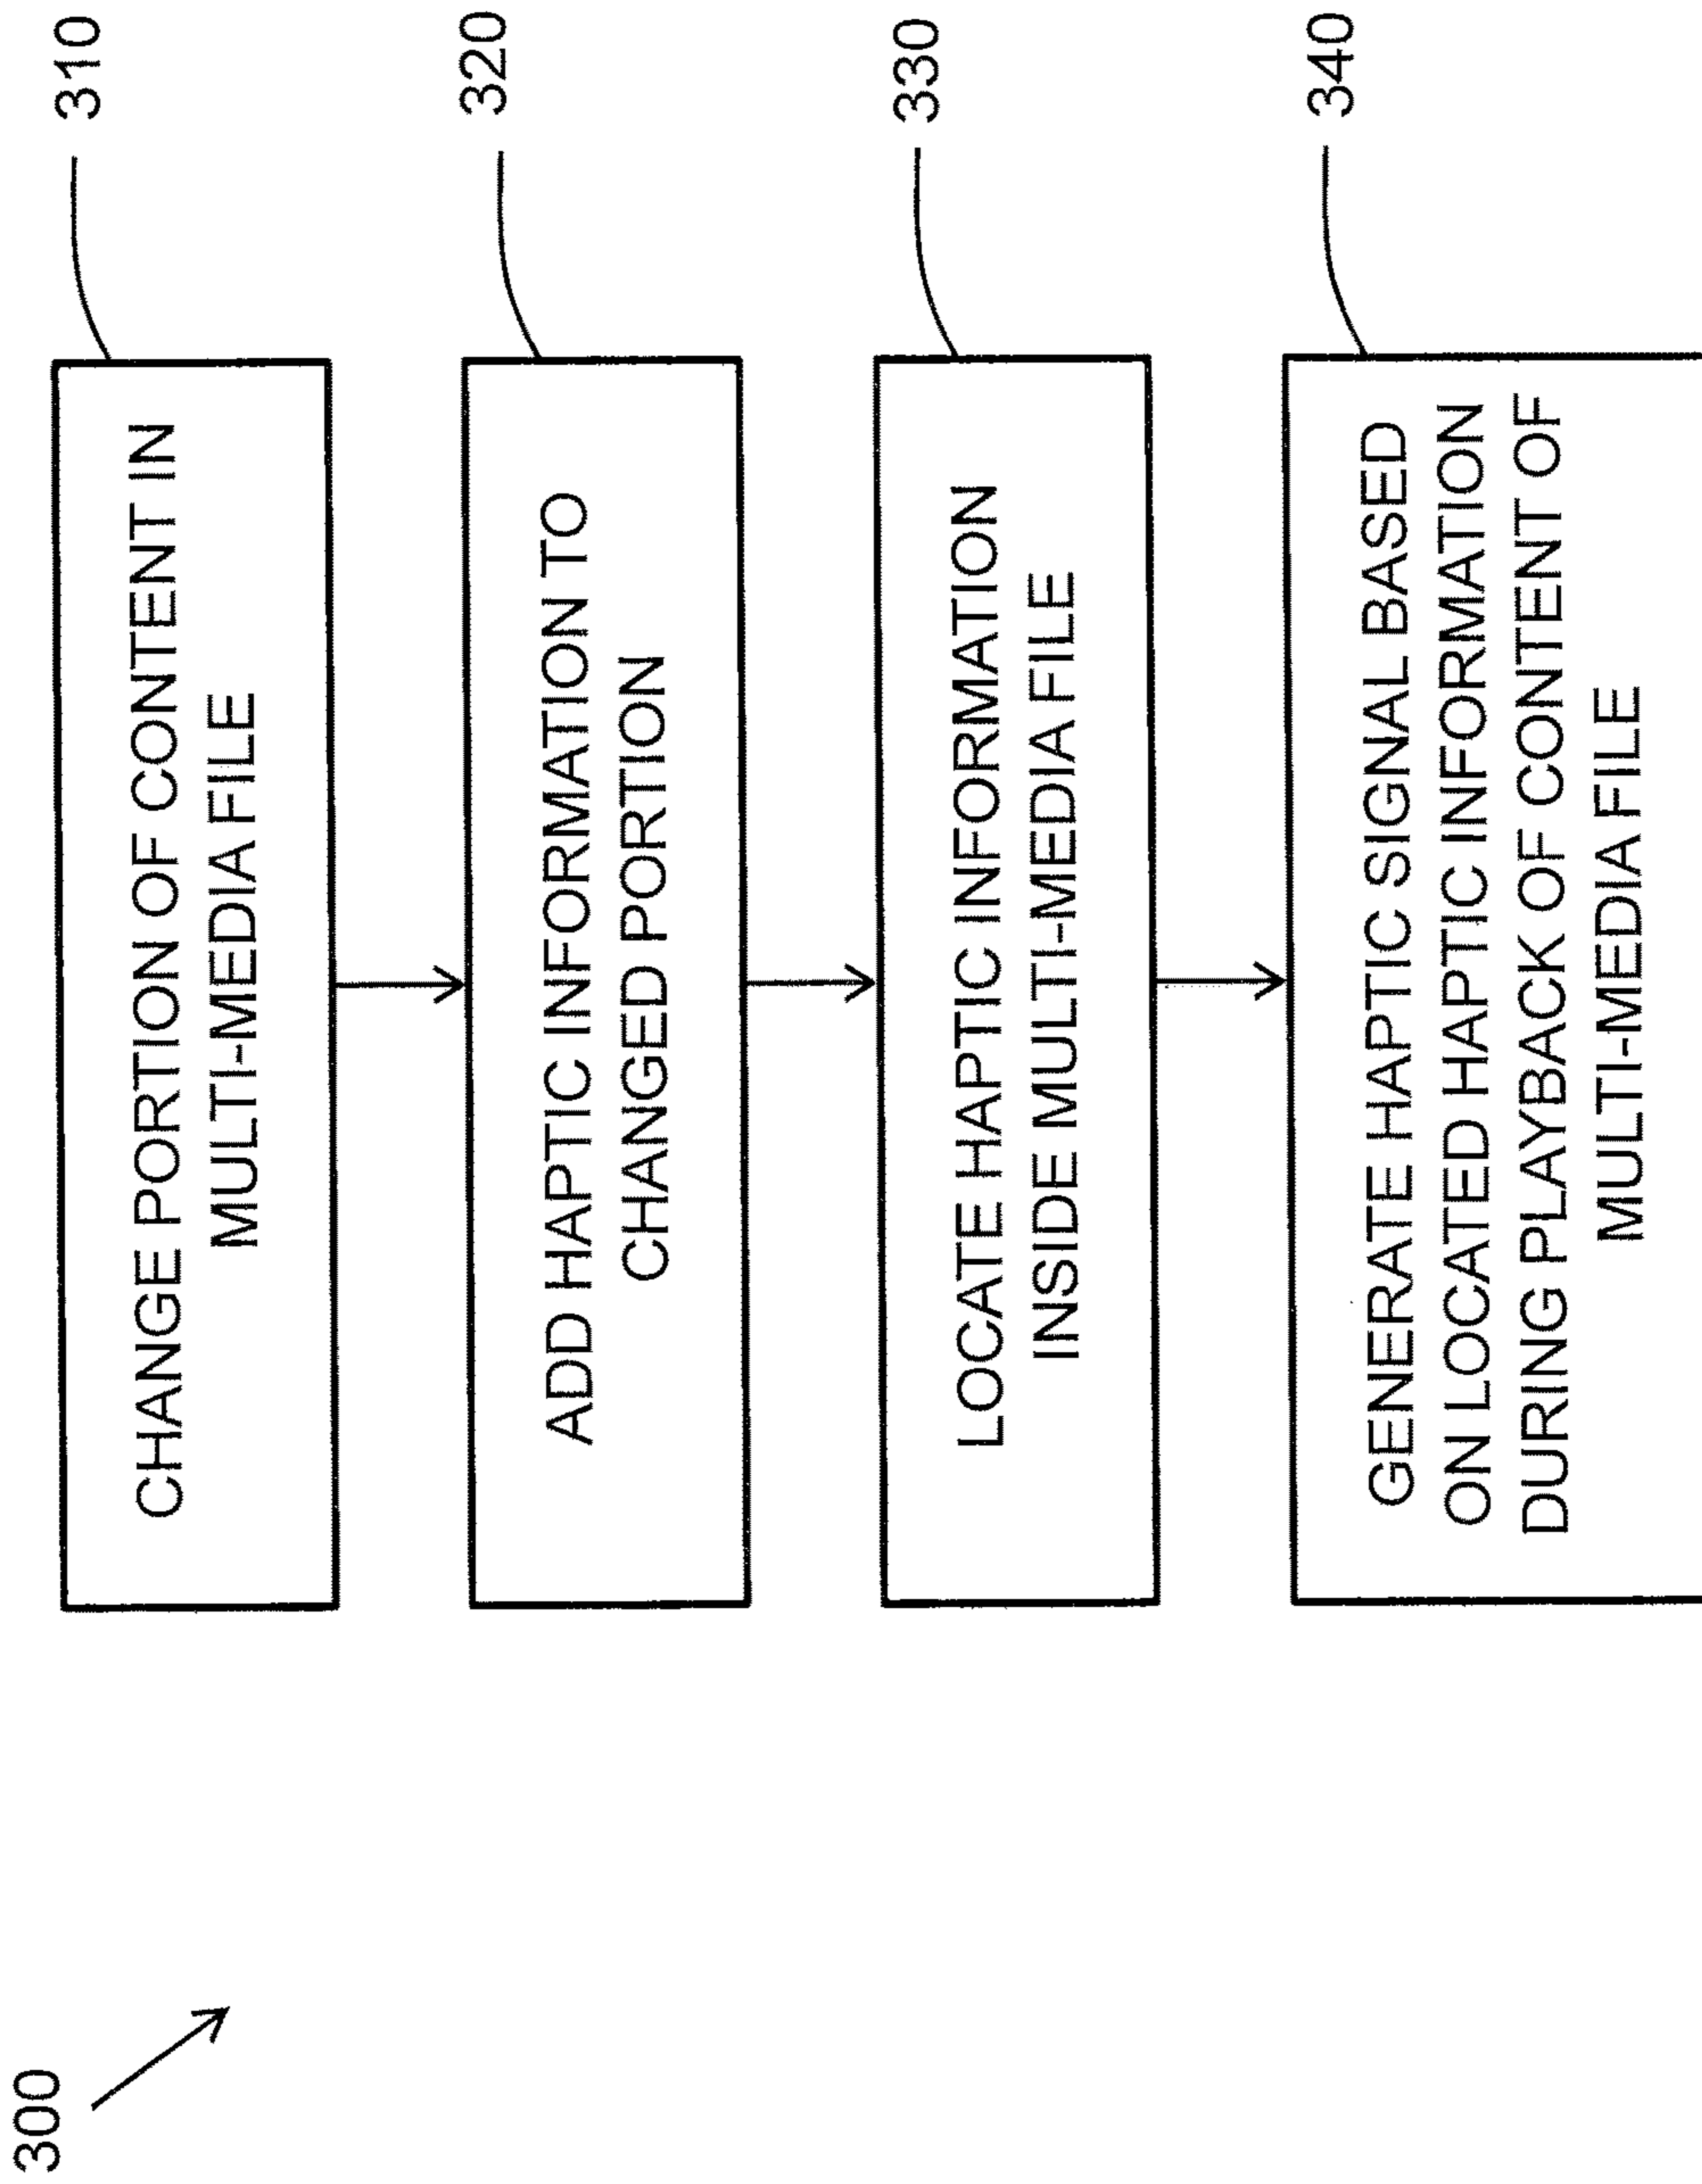 300
CHANGE PORTION OF CONTENT IN
MULTI-MEDIA FILE
310
ADD HAPTIC INFORMATION TO
CHANGED PORTION
320
LOCATE HAPTIC INFORMATION
INSIDE MULTI-MEDIA FILE
330
GENERATE HAPTIC SIGNAL BASED
ON LOCATED HAPTIC INFORMATION
DURING PLAYBACK OF CONTENT OF
MULTI-MEDIA FILE
340